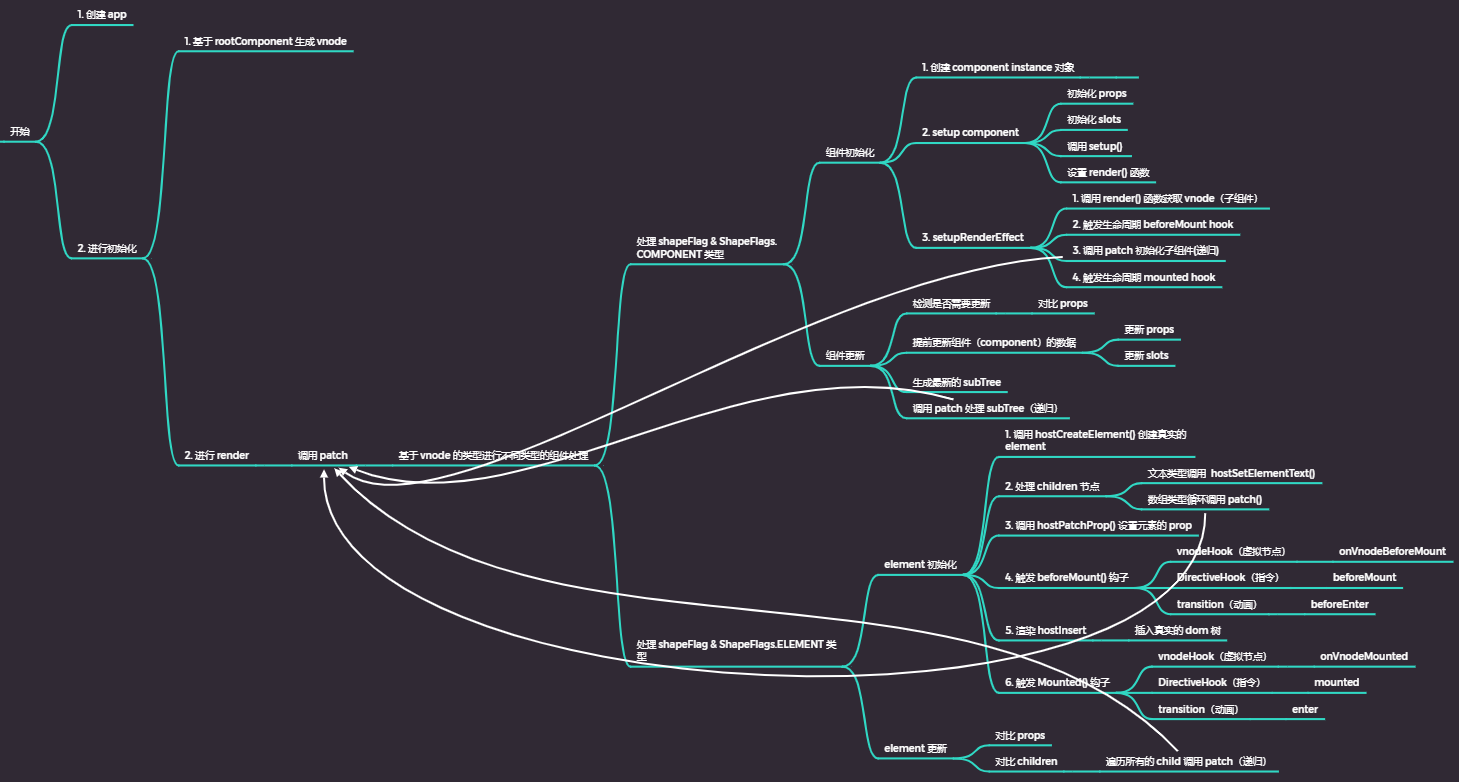 开始
1. 创建 app
2. 进行初始化
1. 基于 rootComponent 生成 vnode
2. 进行 render
调用 patch
基于 vnode 的类型进行不同类型的组件处理
处理 shapeFlag & ShapeFlags.
COMPONENT 类型
组件初始化
1. 创建 component instance 对象
2. setup component
初始化 props
初始化 slots
调用 setup()
设置 render() 函数
3. setupRenderEffect
1. 调用 render() 函数获取 vnode（子组件）
2. 触发生命周期 beforeMount hook
3. 调用 patch 初始化子组件(递归)
4. 触发生命周期 mounted hook
组件更新
检测是否需要更新
对比 props
提前更新组件（component）的数据
更新 props
更新 slots
生成最新的 subTree
调用 patch 处理 subTree（递归）
处理 shapeFlag & ShapeFlags.ELEMENT 类
型
element 初始化
1. 调用 hostCreateElement() 创建真实的
element
2. 处理 children 节点
文本类型调用 hostSetElementText()
数组类型循环调用 patch()
3. 调用 hostPatchProp() 设置元素的 prop
4. 触发 beforeMount() 钩子
vnodeHook（虚拟节点）
onVnodeBeforeMount
DirectiveHook（指令）
beforeMount
transition（动画）
beforeEnter
5. 渲染 hostInsert
插入真实的 dom 树
6. 触发 Mounted() 钩子
vnodeHook（虚拟节点）
onVnodeMounted
DirectiveHook（指令）
mounted
transition（动画）
enter
element 更新
对比 props
对比 children
遍历所有的 child 调用 patch（递归）